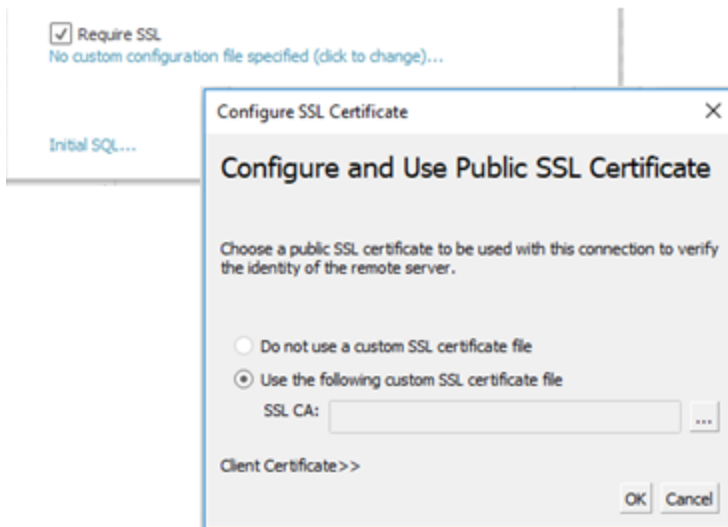 Require SSL
No custom configuration file specified (click to change)...
Initial SQL...
Configure SSL Certificate
Configure and Use Public SSL Certificate
Choose a public SSL certificate to be used with this connection to verify
the identity of the remote server.
Do not use a custom SSL certificate file
Use the following custom SSL certificate file
SSL CA:
...
Client Certificate>>
OK Cancel